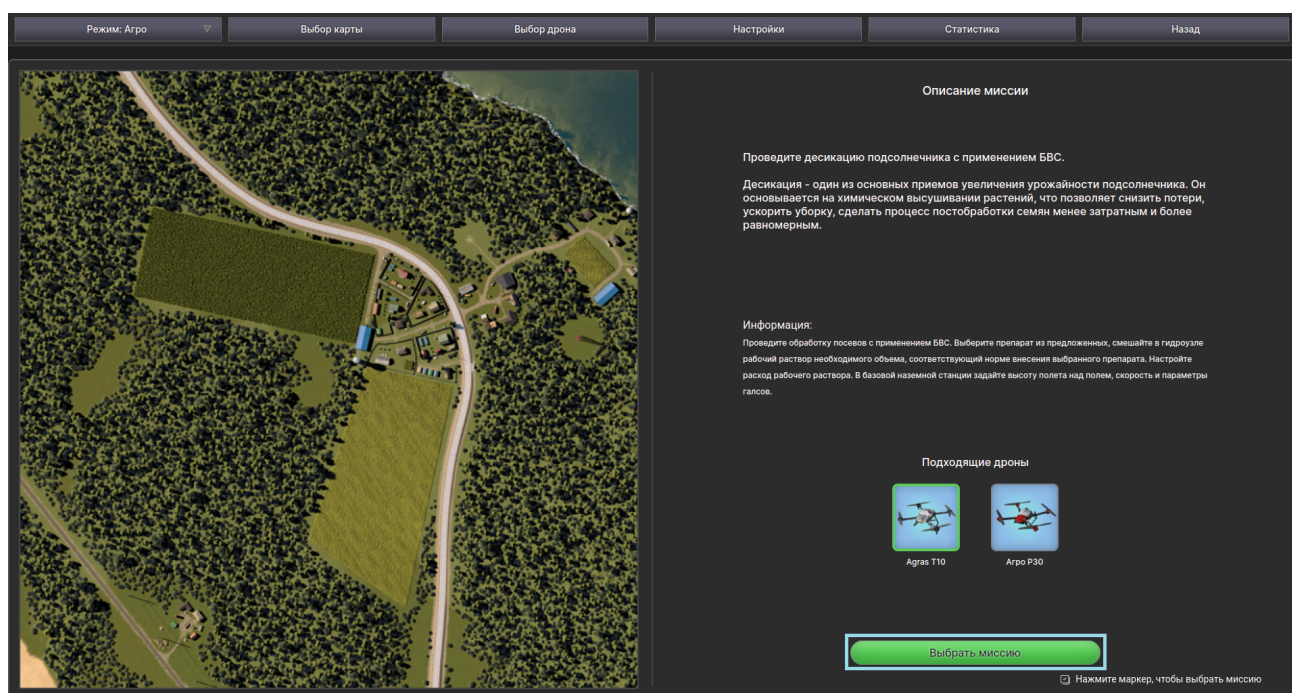 Режим: Агро
Выбор карты
Выбор дрона
Настройки
Статистика
Назад
Описание миссии
Проведите десикацию подсолнечника с применением БВС.
Десикация - один из основных приемов увеличения урожайности подсолнечника. Он
основывается на химическом высушивании растений, что позволяет снизить потери,
ускорить уборку, сделать процесс постобработки семян менее затратным и более
равномерным.
Информация:
Проведите обработку посевов с применением БВС. Выберите препарат из предложенных, смешайте в гидроузле
рабочий раствор необходимого объема, соответствующий норме внесения выбранного препарата. Настройте
расход рабочего раствора. В базовой наземной станции задайте высоту полета над полем, скорость и параметры
галсов.
Подходящие дроны
Agras T10
Агро P30
Выбрать миссию
Нажмите маркер, чтобы выбрать миссию